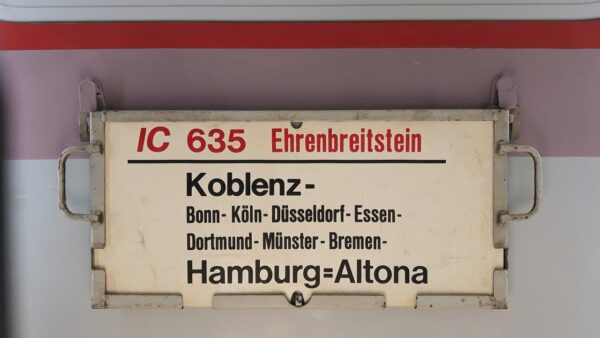 IC 635 Ehrenbreitstein
Koblenz-
Bonn- Köln- Düsseldorf- Essen-
Dortmund- Münster- Bremen-
Hamburg=Altona